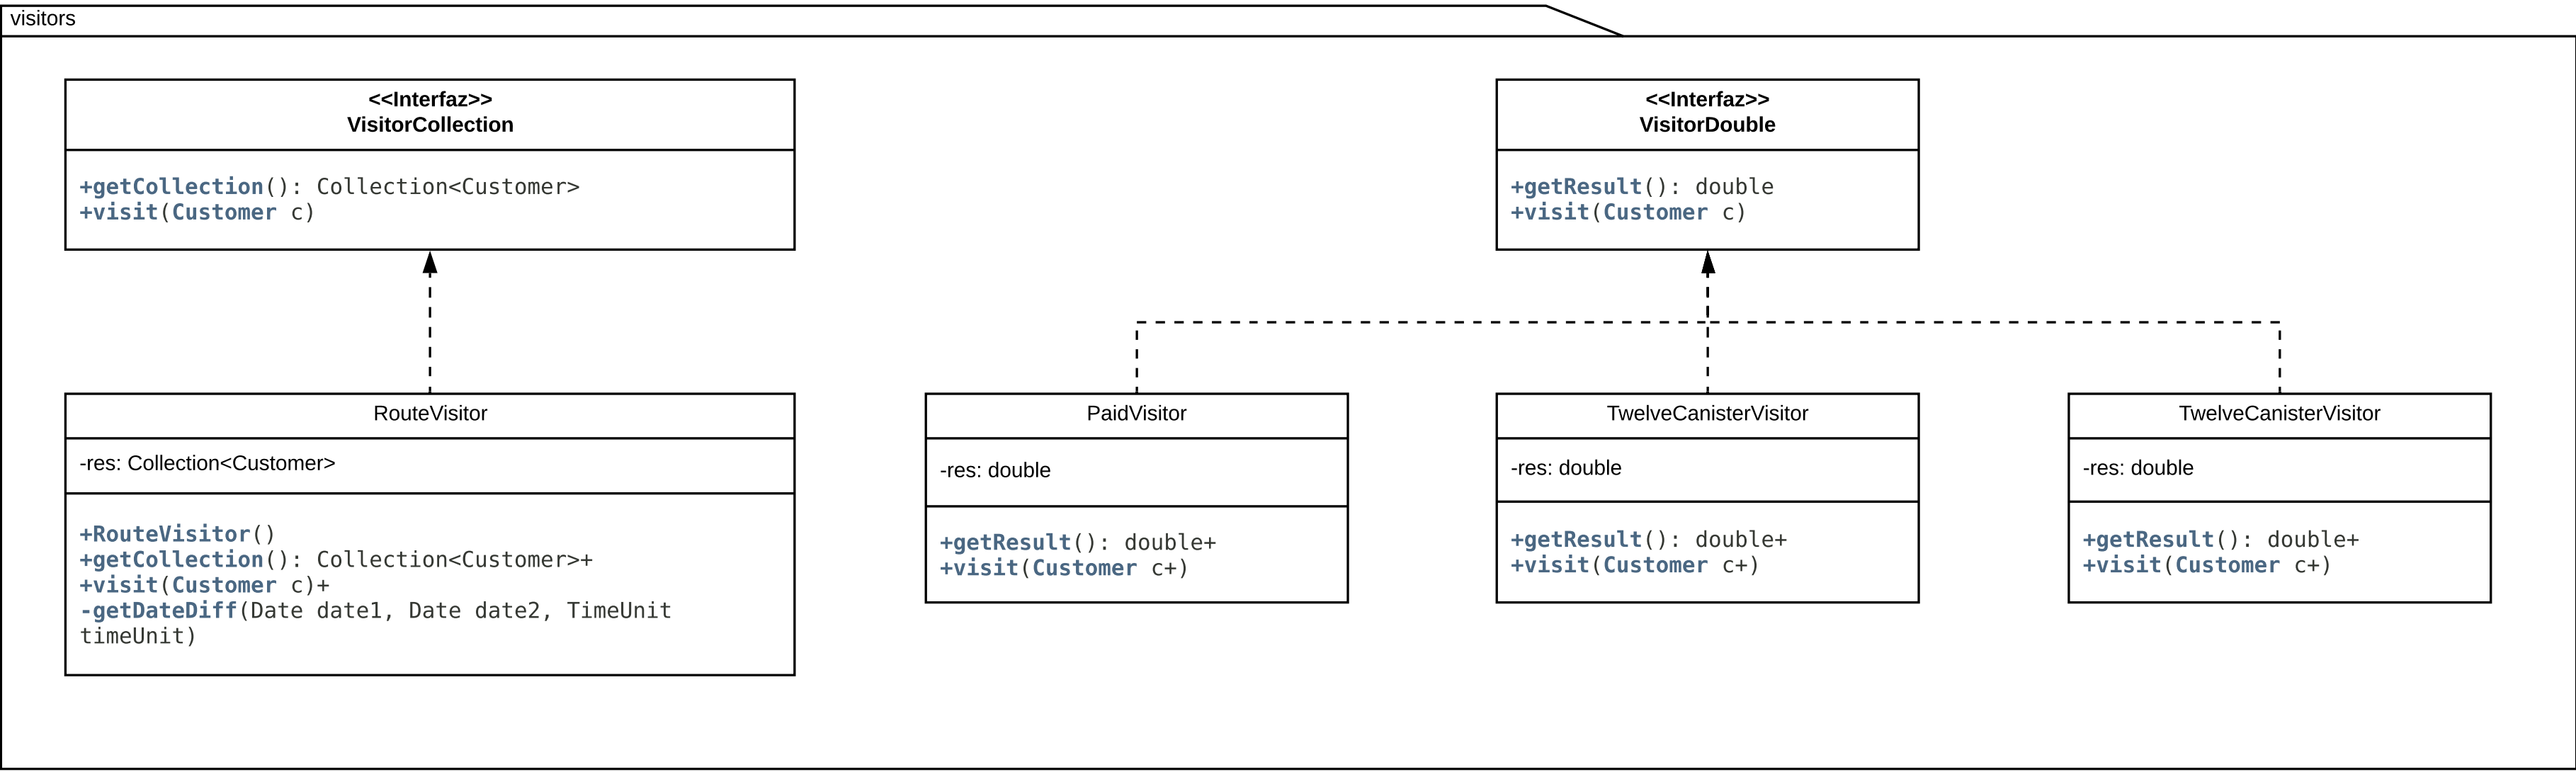 visitors
<<Interfaz>>
VisitorCollection
+getCollection(): Collection<Customer>
+visit(Customer c)
<<Interfaz>>
VisitorDouble
+getResult(): double
+visit(Customer c)
RouteVisitor
-res: Collection<Customer>
+RouteVisitor()
+getCollection(): Collection<Customer>+
+visit(Customer c)+
-getDateDiff(Date date1, Date date2, TimeUnit
timeUnit)
PaidVisitor
-res: double
+getResult(): double+
+visit(Customer c+)
TwelveCanisterVisitor
-res: double
+getResult(): double+
+visit(Customer c+)
TwelveCanisterVisitor
-res: double
+getResult(): double+
+visit(Customer c+)